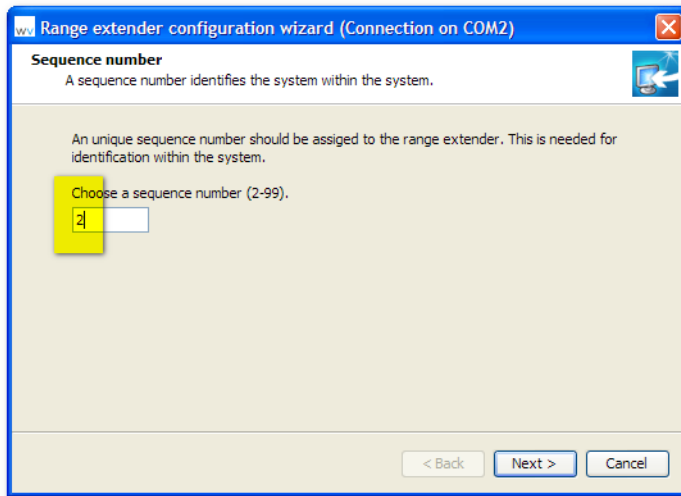 wv Range extender configuration wizard (Connection on COM2)
Sequence number
A sequence number identifies the system within the system.
An unique sequence number should be assiged to the range extender. This is needed for
identification within the system.
Choose a sequence number (2-99).
2
< Back Next > Cancel